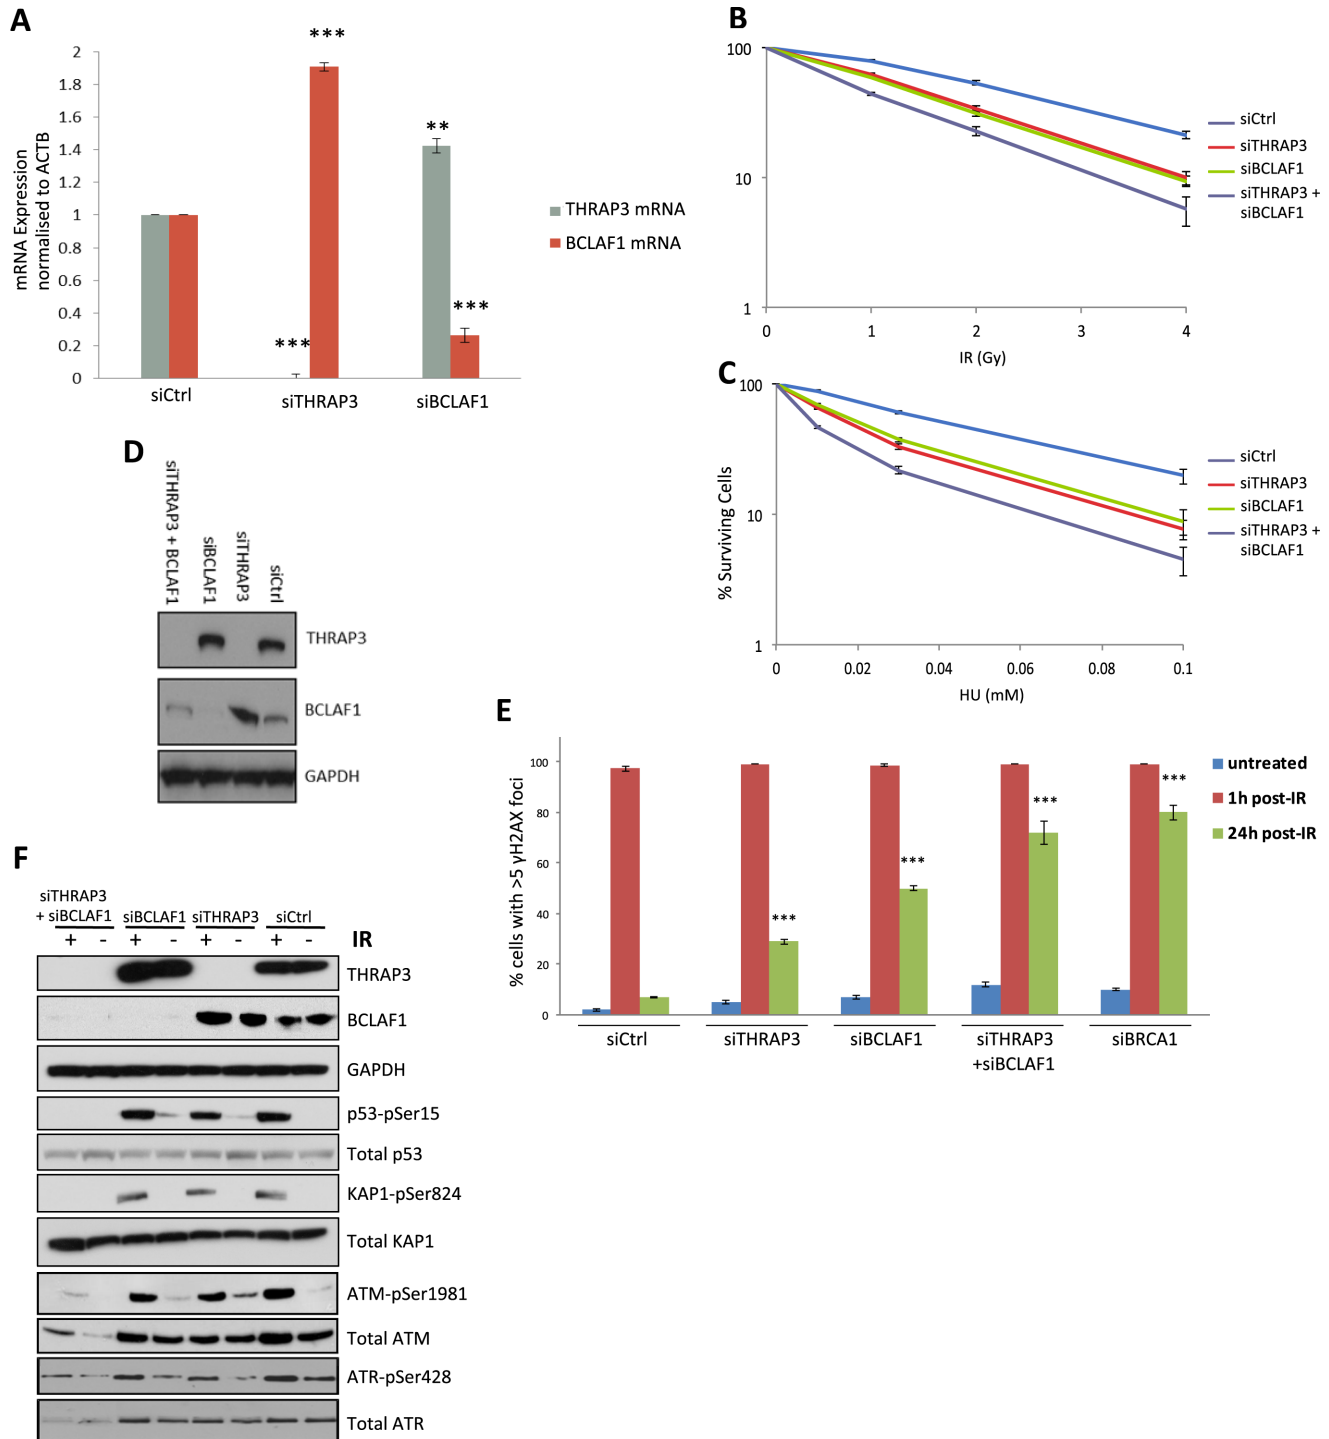 A
mRNA Expression
normalised to ACTB
2
1.8
1.6
1.4
1.2
1
0.8
0.6
0.4
0.2
0
***
***
**
***
siCtrl
siTHRAP3
siBCLAF1
THRAP3 mRNA
BCLAF1 mRNA
B
100
10
1
0
1
2
3
4
IR (Gy)
siCtrl
siTHRAP3
siBCLAF1
siTHRAP3 +
siBCLAF1
C
% Surviving Cells
100
10
1
0
0.02
0.04
0.06
0.08
0.1
HU (mM)
siCtrl
siTHRAP3
siBCLAF1
siTHRAP3 +
siBCLAF1
D
siTHRAP3 + BCLAF1
siBCLAF1
siTHRAP3
siCtrl
THRAP3
BCLAF1
GAPDH
E
% cells with >5 γH2AX foci
100
80
60
40
20
0
***
***
***
***
siCtrl
siTHRAP3
siBCLAF1
siTHRAP3
+siBCLAF1
siBRCA1
untreated
1h post-IR
24h post-IR
F
siTHRAP3
+ siBCLAF1
siBCLAF1
siTHRAP3
siCtrl
+ - + - + - + - IR
THRAP3
BCLAF1
GAPDH
p53-pSer15
Total p53
KAP1-pSer824
Total KAP1
ATM-pSer1981
Total ATM
ATR-pSer428
Total ATR